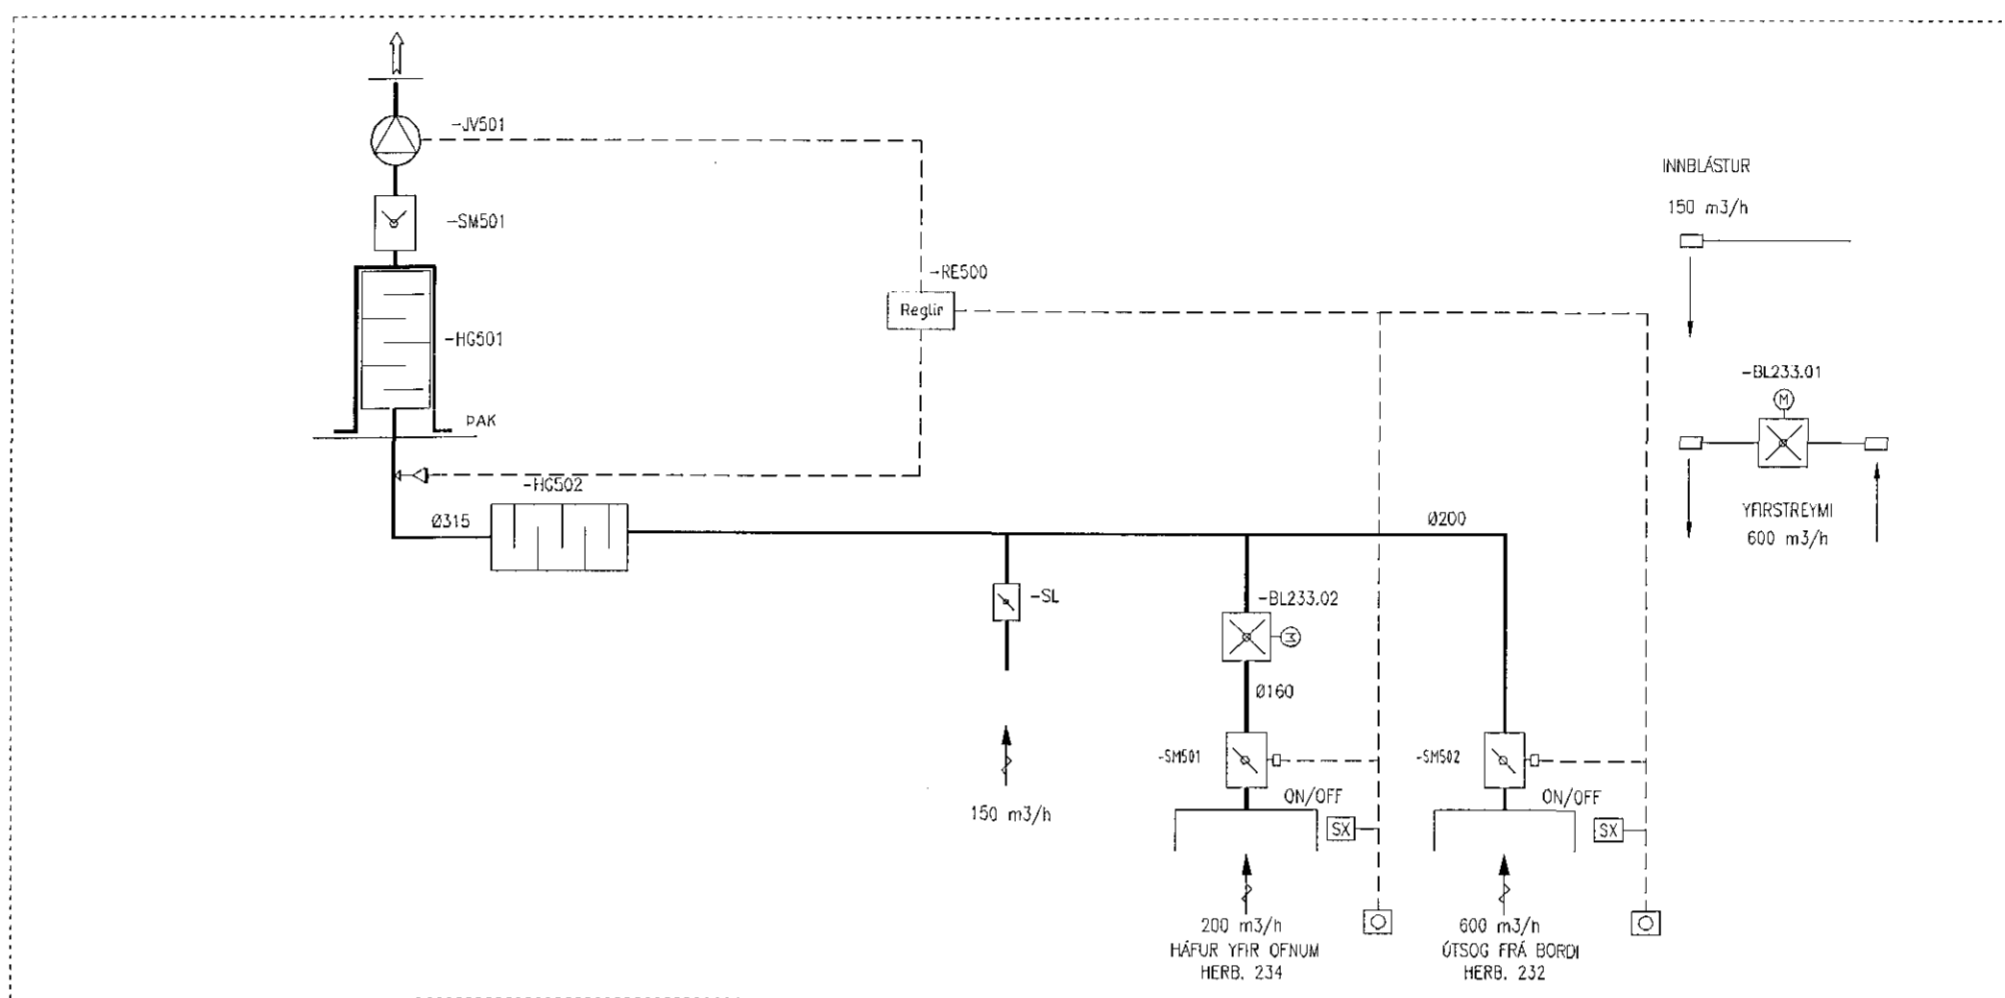 -JV501
INNBLÁSTUR
150 m3/h
-SM501
-RE500
Reglir
-HG501
-BL233.01
M
ÞAK
-HG502
Ø315
Ø200
YFIRSTREYMI
600 m3/h
-SL
-BL233.02
M
Ø160
-SM501
-SM502
ON/OFF
ON/OFF
SX
SX
150 m3/h
200 m3/h
HÁFUR YFIR OFNUM
HERB. 234
600 m3/h
ÚTSOG FRÁ BORDI
HERB. 232